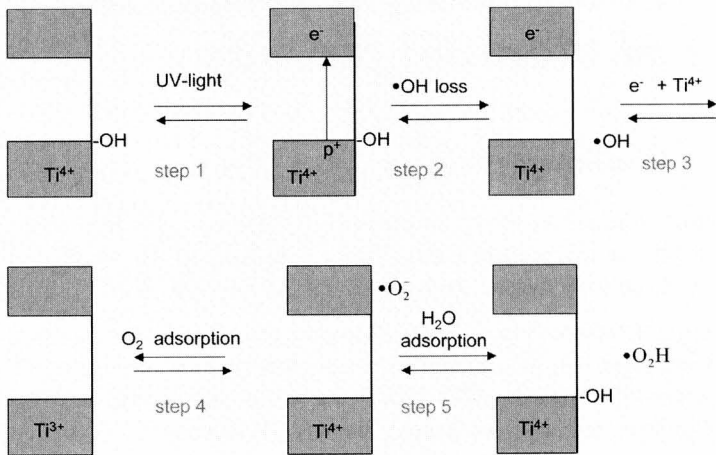 e⁻
e⁻
UV-light
•OH loss
e⁻ + Ti⁴⁺
-OH
p⁺
-OH
•OH
Ti⁴⁺
Ti⁴⁺
Ti⁴⁺
step 1
step 2
step 3
•O₂⁻
H₂O
O₂ adsorption
adsorption
•O₂H
step 4
step 5
-OH
Ti³⁺
Ti⁴⁺
Ti⁴⁺